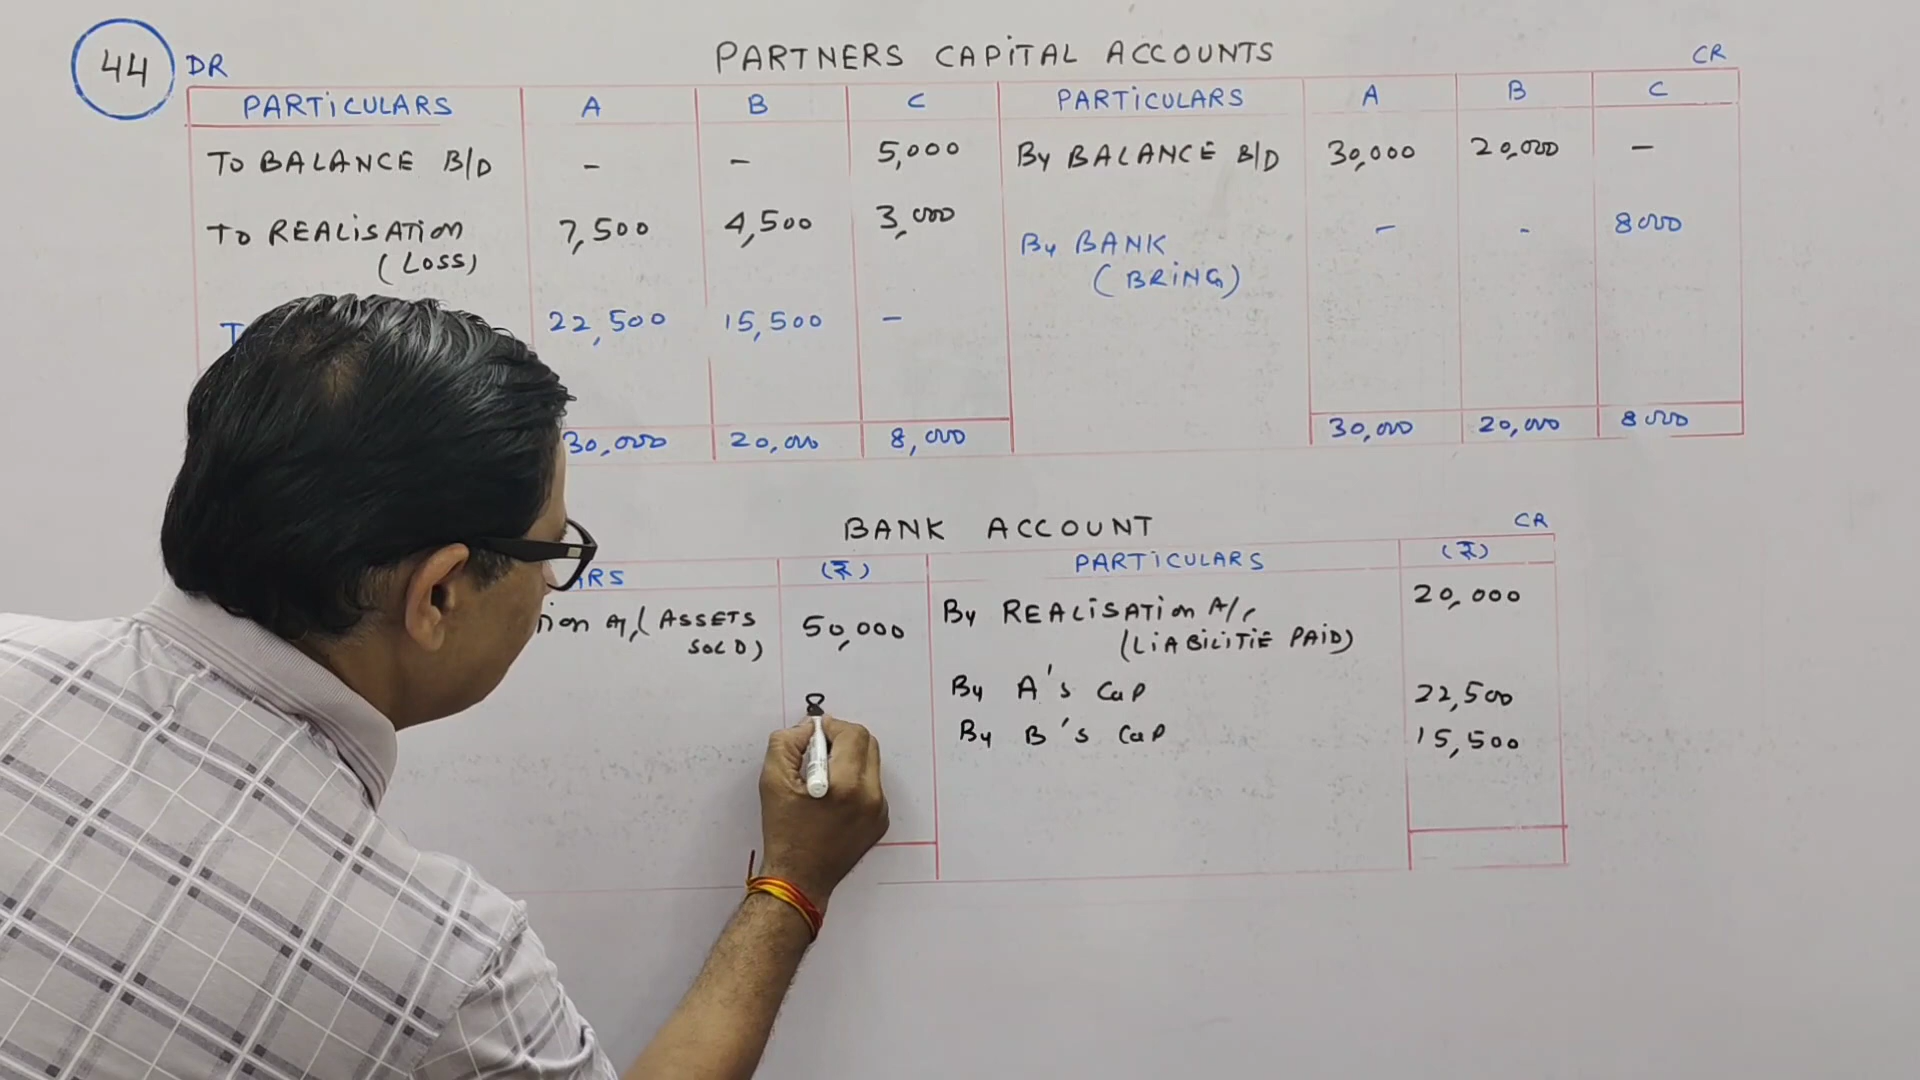 44
DR
PARTNERS CAPITAL ACCOUNTS
CR
PARTICULARS A B C PARTICULARS A B C
TO BALANCE B/D - - 5,000 By BALANCE B/D 30,000 20,000 -
TO REALISATION 7,500 4,500 3,000 By BANK - - 8000
(LOSS) (BRING)
22,500 15,500 -
30,000 20,000 8,000 30,000 20,000 8000
BANK ACCOUNT
CR
(₹) PARTICULARS (₹)
(ASSETS 50,000 By REALISATION A/c 20,000
SOLD) (LIABILITIE PAID)
8 By A's Cap 22,500
By B's Cap 15,500